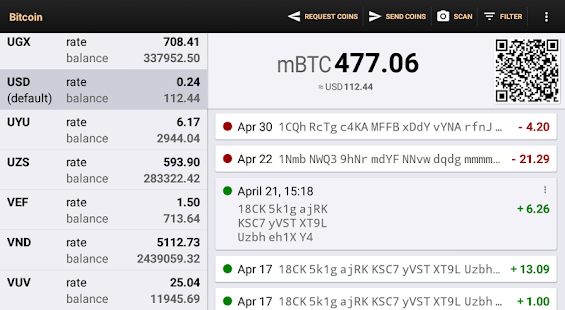 Bitcoin
REQUEST COINS
SEND COINS
SCAN
FILTER
UGX rate 708.41
balance 337952.50
USD rate 0.24
(default) balance 112.44
UYU rate 6.17
balance 2944.04
UZS rate 593.90
balance 283322.42
VEF rate 1.50
balance 713.64
VND rate 5112.73
balance 2439059.32
VUV rate 25.04
balance 11945.69
mBTC 477.06
≈ USD 112.44
Apr 30 1CQh RcTg c4KA MFFB xDdY vYNA rfnJ … - 4.20
Apr 22 1Nmb NWQ3 9hNr mdYF NNvw dqdg mmmm… - 21.29
April 21, 15:18
18CK 5k1g ajRK + 6.26
KSC7 yVST XT9L
Uzbh eh1X Y4
Apr 17 18CK 5k1g ajRK KSC7 yVST XT9L Uzbh… + 13.09
Apr 17 18CK 5k1g ajRK KSC7 yVST XT9L Uzbh… + 1.00